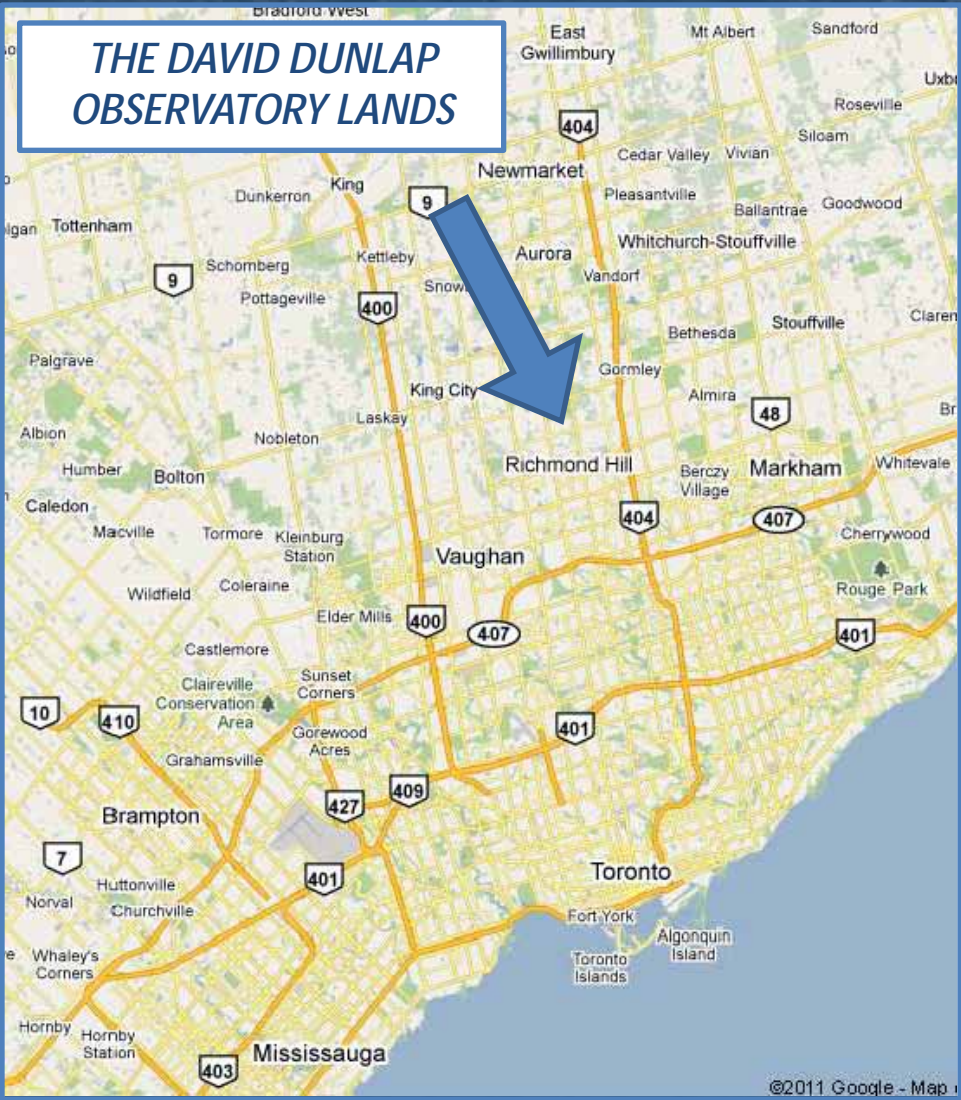 Bradford West
THE DAVID DUNLAP
OBSERVATORY LANDS
East
Gwillimbury
Mt Albert
Sandford
Roseville
404
Siloam
Cedar Valley
Vivian
Newmarket
King
Dunkerron
9
Pleasantville
Ballantrae
Goodwood
Tottenham
Whitchurch-Stouffville
Aurora
Kettleby
Schomberg
9
Vandorf
Snow
Pottageville
400
Stouffville
Bethesda
Claren
Palgrave
Gormley
King City
Almira
48
Laskay
Albion
Nobleton
Humber
Bolton
Richmond Hill
Berczy
Village
Markham
Whitevale
Caledon
404
407
Macville
Tormore
Kleinburg
Station
Cherrywood
Vaughan
Wildfield
Coleraine
Rouge Park
Elder Mills
400
407
401
Castlemore
Claireville
Conservation
Area
Sunset
Corners
10
410
401
Gorewood
Acres
Grahamsville
409
427
Brampton
7
401
Toronto
Huttonville
Norval
Churchville
Fort York
Algonquin
Island
Toronto
Islands
Whaley's
Corners
Hornby
Hornby
Station
Mississauga
403
©2011 Google - Map